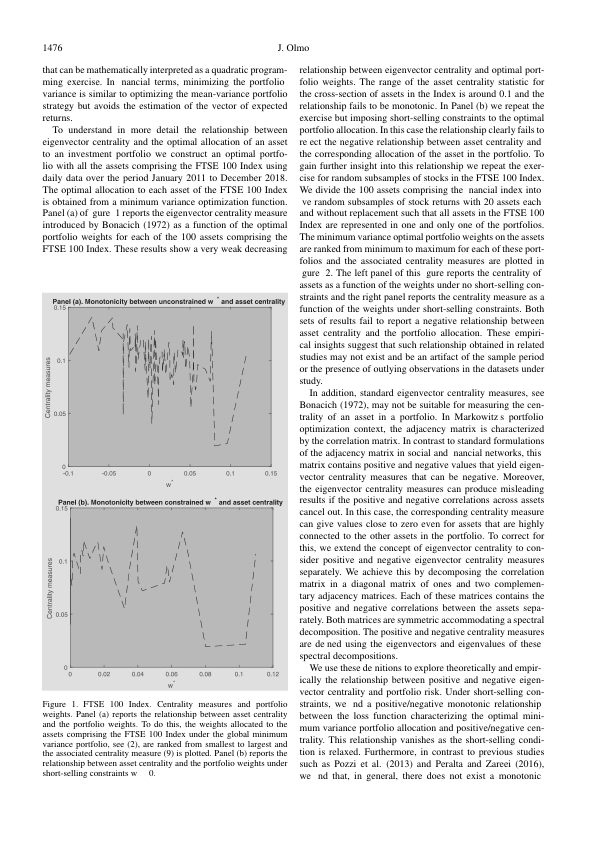 1476
J. Olmo
that can be mathematically interpreted as a quadratic program-
ming exercise. In nancial terms, minimizing the portfolio
variance is similar to optimizing the mean-variance portfolio
strategy but avoids the estimation of the vector of expected
returns.
To understand in more detail the relationship between
eigenvector centrality and the optimal allocation of an asset
to an investment portfolio we construct an optimal portfo-
lio with all the assets comprising the FTSE 100 Index using
daily data over the period January 2011 to December 2018.
The optimal allocation to each asset of the FTSE 100 Index
is obtained from a minimum variance optimization function.
Panel (a) of gure 1 reports the eigenvector centrality measure
introduced by Bonacich (1972) as a function of the optimal
portfolio weights for each of the 100 assets comprising the
FTSE 100 Index. These results show a very weak decreasing
Panel (a). Monotonicity between unconstrained w * and asset centrality
0.15
0.1
0.05
0
Centrality measures
-0.1 -0.05 0 0.05 0.1 0.15
w*
Panel (b). Monotonicity between constrained w * and asset centrality
0.15
0.1
0.05
0
Centrality measures
0 0.02 0.04 0.06 0.08 0.1 0.12
w*
Figure 1. FTSE 100 Index. Centrality measures and portfolio
weights. Panel (a) reports the relationship between asset centrality
and the portfolio weights. To do this, the weights allocated to the
assets comprising the FTSE 100 Index under the global minimum
variance portfolio, see (2), are ranked from smallest to largest and
the associated centrality measure (9) is plotted. Panel (b) reports the
relationship between asset centrality and the portfolio weights under
short-selling constraints w 0.
relationship between eigenvector centrality and optimal port-
folio weights. The range of the asset centrality statistic for
the cross-section of assets in the Index is around 0.1 and the
relationship fails to be monotonic. In Panel (b) we repeat the
exercise but imposing short-selling constraints to the optimal
portfolio allocation. In this case the relationship clearly fails to
re ect the negative relationship between asset centrality and
the corresponding allocation of the asset in the portfolio. To
gain further insight into this relationship we repeat the exer-
cise for random subsamples of stocks in the FTSE 100 Index.
We divide the 100 assets comprising the nancial index into
ve random subsamples of stock returns with 20 assets each
and without replacement such that all assets in the FTSE 100
Index are represented in one and only one of the portfolios.
The minimum variance optimal portfolio weights on the assets
are ranked from minimum to maximum for each of these port-
folios and the associated centrality measures are plotted in
gure 2. The left panel of this gure reports the centrality of
assets as a function of the weights under no short-selling con-
straints and the right panel reports the centrality measure as a
function of the weights under short-selling constraints. Both
sets of results fail to report a negative relationship between
asset centrality and the portfolio allocation. These empiri-
cal insights suggest that such relationship obtained in related
studies may not exist and be an artifact of the sample period
or the presence of outlying observations in the datasets under
study.
In addition, standard eigenvector centrality measures, see
Bonacich (1972), may not be suitable for measuring the cen-
trality of an asset in a portfolio. In Markowitz s portfolio
optimization context, the adjacency matrix is characterized
by the correlation matrix. In contrast to standard formulations
of the adjacency matrix in social and nancial networks, this
matrix contains positive and negative values that yield eigen-
vector centrality measures that can be negative. Moreover,
the eigenvector centrality measures can produce misleading
results if the positive and negative correlations across assets
cancel out. In this case, the corresponding centrality measure
can give values close to zero even for assets that are highly
connected to the other assets in the portfolio. To correct for
this, we extend the concept of eigenvector centrality to con-
sider positive and negative eigenvector centrality measures
separately. We achieve this by decomposing the correlation
matrix in a diagonal matrix of ones and two complemen-
tary adjacency matrices. Each of these matrices contains the
positive and negative correlations between the assets sepa-
rately. Both matrices are symmetric accommodating a spectral
decomposition. The positive and negative centrality measures
are de ned using the eigenvectors and eigenvalues of these
spectral decompositions.
We use these de nitions to explore theoretically and empir-
ically the relationship between positive and negative eigen-
vector centrality and portfolio risk. Under short-selling con-
straints, we nd a positive/negative monotonic relationship
between the loss function characterizing the optimal mini-
mum variance portfolio allocation and positive/negative cen-
trality. This relationship vanishes as the short-selling condi-
tion is relaxed. Furthermore, in contrast to previous studies
such as Pozzi et al. (2013) and Peralta and Zareei (2016),
we nd that, in general, there does not exist a monotonic